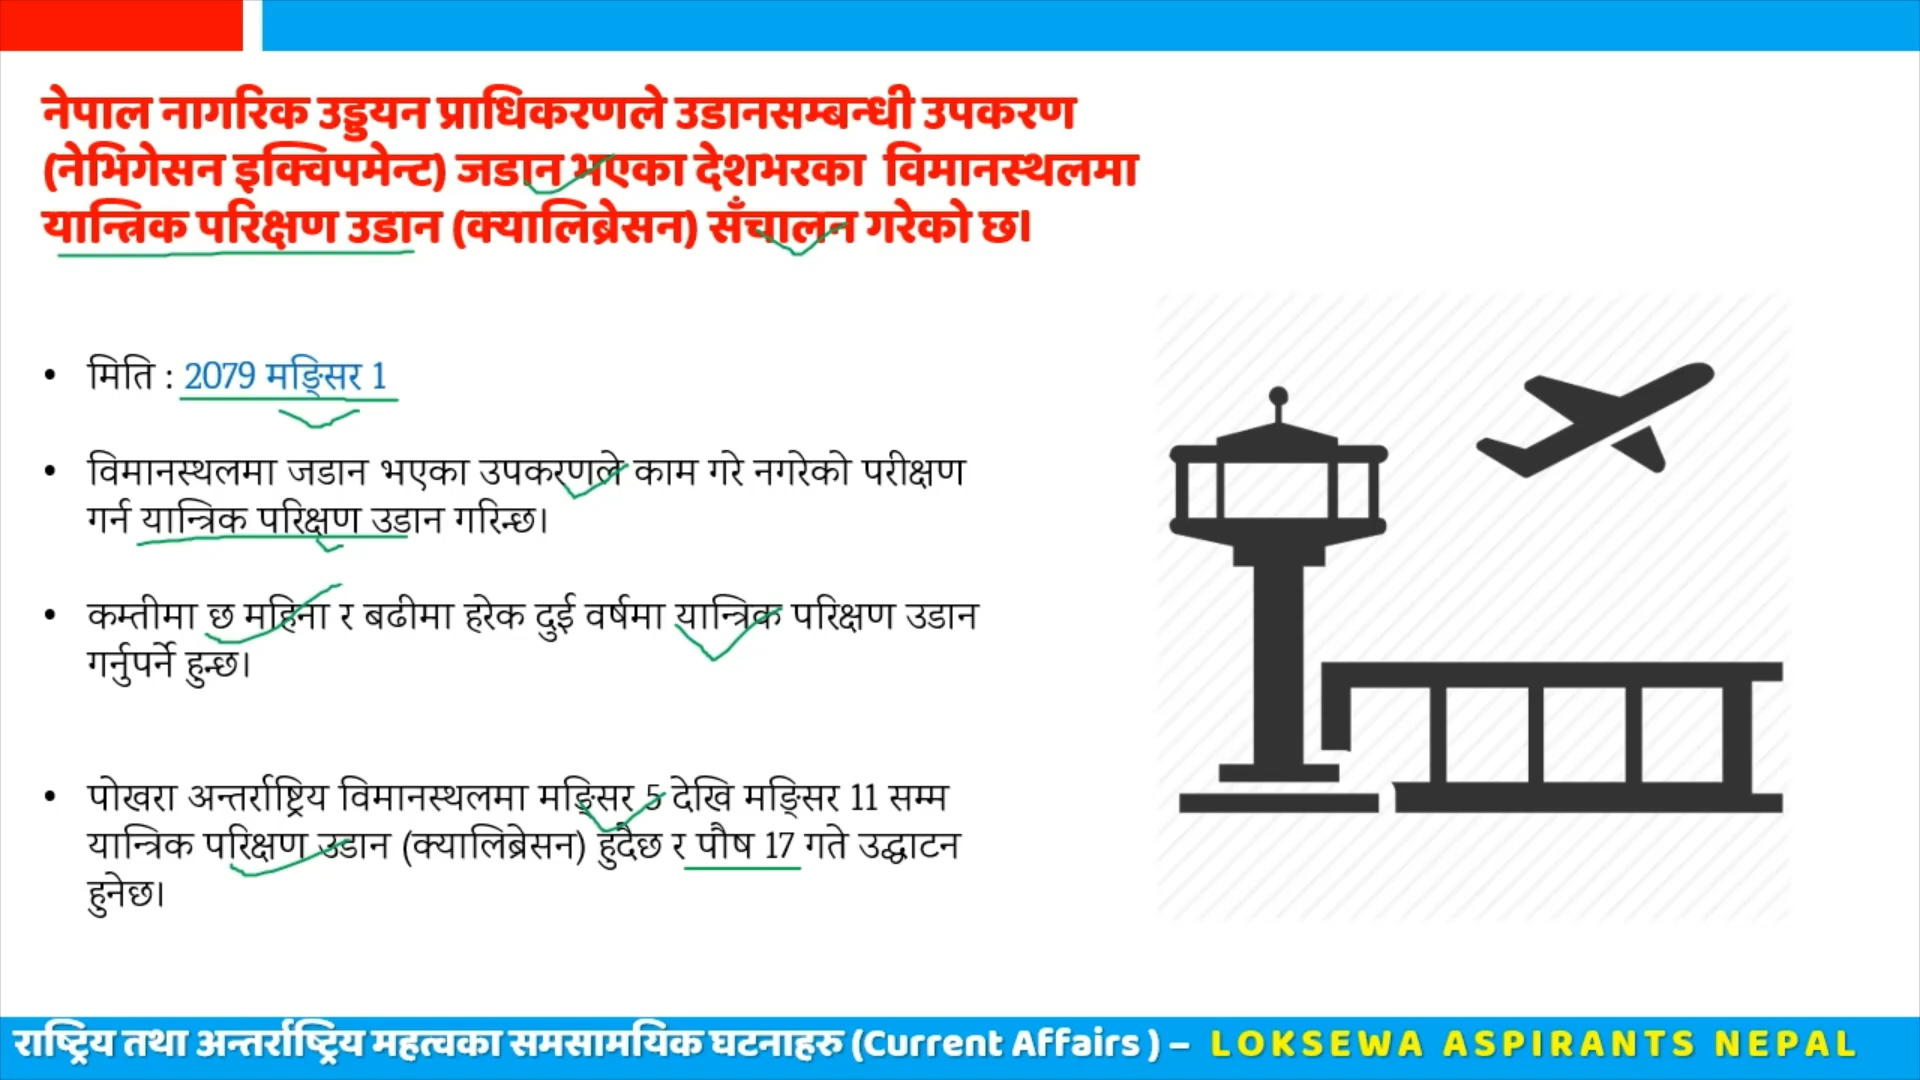 नेपाल नागरिक उड्डयन प्राधिकरणले उडानसम्बन्धी उपकरण
(नेभिगेसन इक्विपमेन्ट) जडान भएका देशभरका विमानस्थलमा
यान्त्रिक परिक्षण उडान (क्यालिब्रेसन) सँचालन गरेको छ।
• मिति : 2079 मङ्सिर 1
• विमानस्थलमा जडान भएका उपकरणले काम गरे नगरेको परीक्षण
गर्न यान्त्रिक परिक्षण उडान गरिन्छ।
• कम्तीमा छ महिना र बढीमा हरेक दुई वर्षमा यान्त्रिक परिक्षण उडान
गर्नुपर्ने हुन्छ।
• पोखरा अन्तर्राष्ट्रिय विमानस्थलमा मङ्सिर 5 देखि मङ्सिर 11 सम्म
यान्त्रिक परिक्षण उडान (क्यालिब्रेसन) हुदैछ र पौष 17 गते उद्घाटन
हुनेछ।
राष्ट्रिय तथा अन्तर्राष्ट्रिय महत्वका समसामयिक घटनाहरु (Current Affairs ) – LOKSEWA ASPIRANTS NEPAL